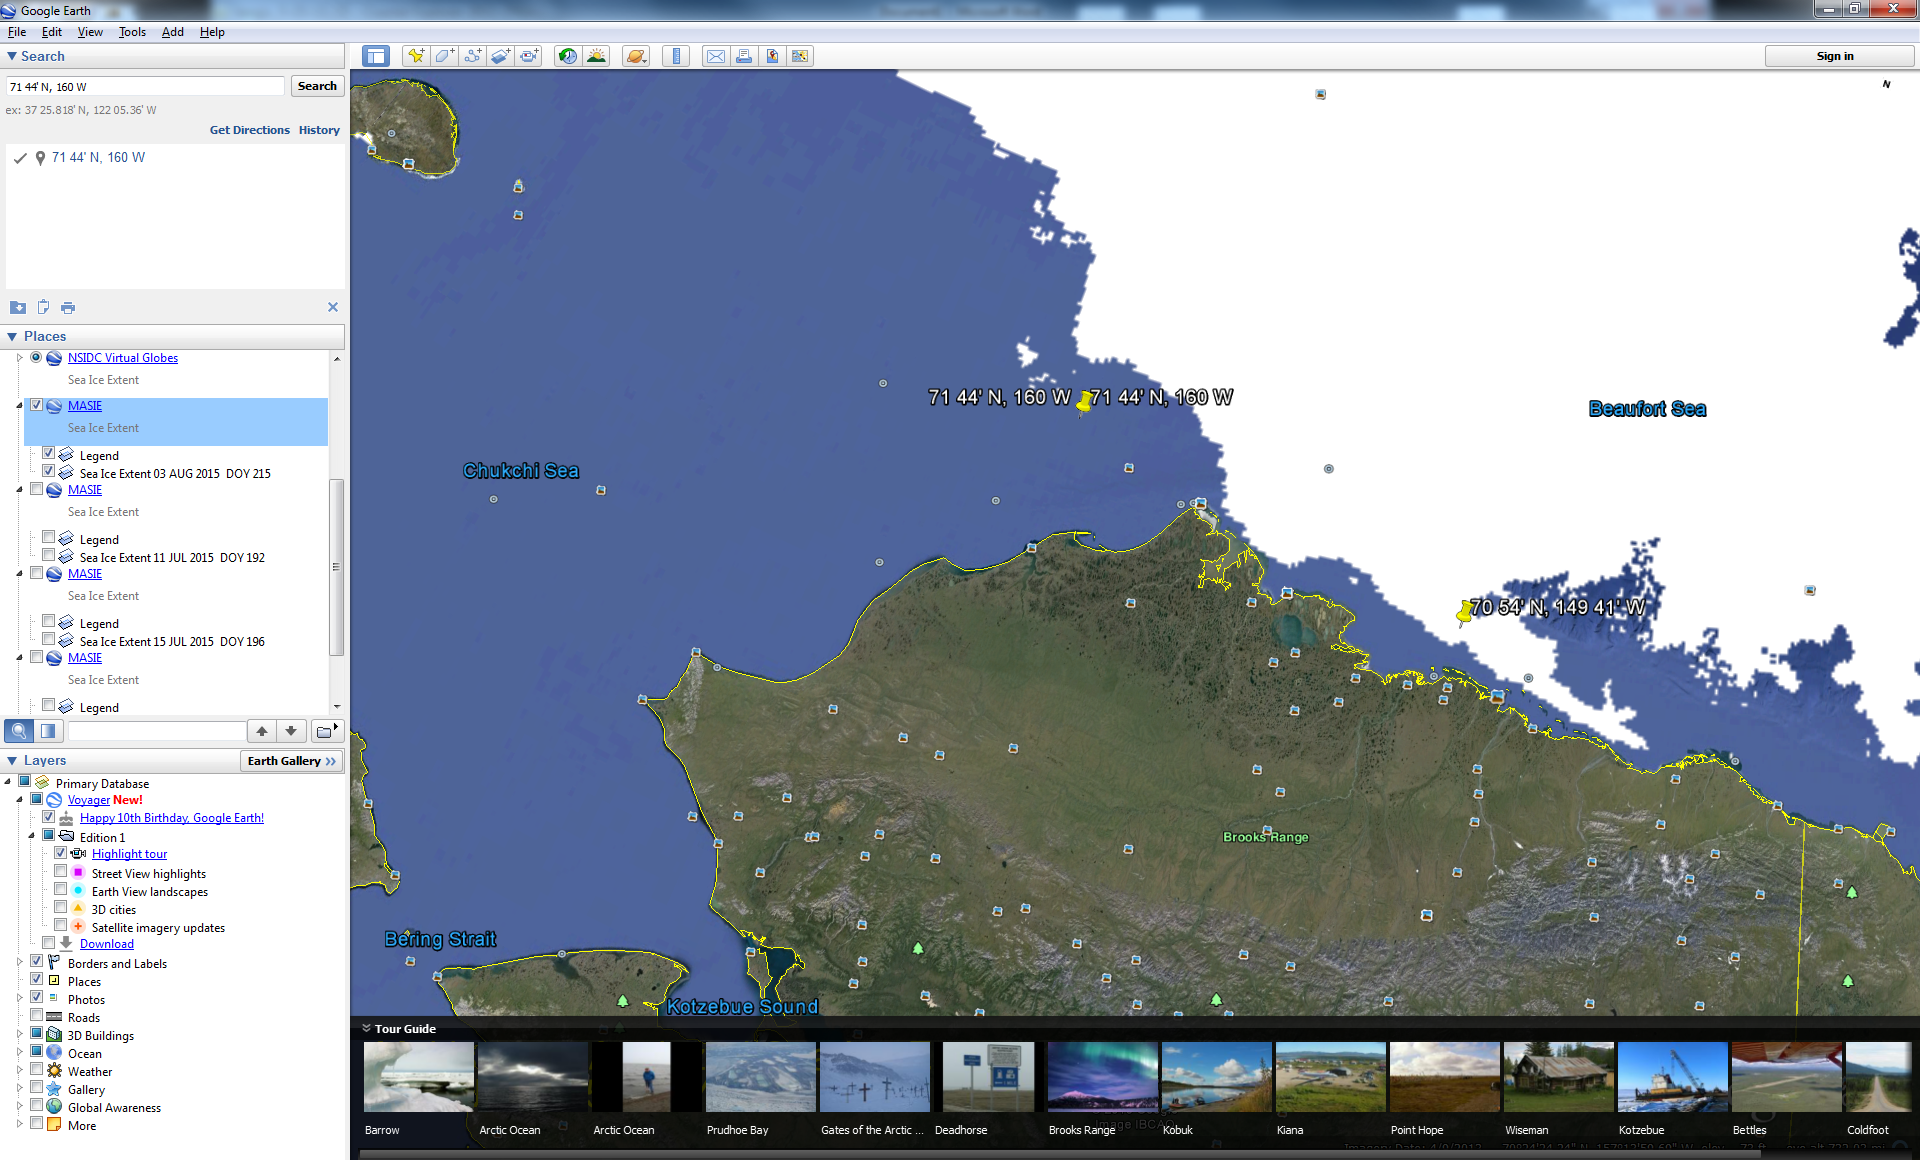 Google Earth
File Edit View Tools Add Help
Search
71 44' N, 160 W
Search
ex: 37 25.818' N, 122 05.36' W
Get Directions History
71 44' N, 160 W
Places
NSIDC Virtual Globes
Sea Ice Extent
MASIE
Sea Ice Extent
Legend
Sea Ice Extent 03 AUG 2015 DOY 215
MASIE
Sea Ice Extent
Legend
Sea Ice Extent 11 JUL 2015 DOY 192
MASIE
Sea Ice Extent
Legend
Sea Ice Extent 15 JUL 2015 DOY 196
MASIE
Sea Ice Extent
Legend
Layers
Earth Gallery »
Primary Database
Voyager New!
Happy 10th Birthday, Google Earth!
Edition 1
Highlight tour
Street View highlights
Earth View landscapes
3D cities
Satellite imagery updates
Download
Borders and Labels
Places
Photos
Roads
3D Buildings
Ocean
Weather
Gallery
Global Awareness
More
Sign in
N
71 44' N, 160 W 71 44' N, 160 W
Beaufort Sea
Chukchi Sea
70 54' N, 149 41' W
Brooks Range
Bering Strait
Kotzebue Sound
Tour Guide
Barrow
Arctic Ocean
Arctic Ocean
Prudhoe Bay
Gates of the Arctic ...
Deadhorse
Brooks Range
Kobuk
Kiana
Point Hope
Wiseman
Kotzebue
Bettles
Coldfoot